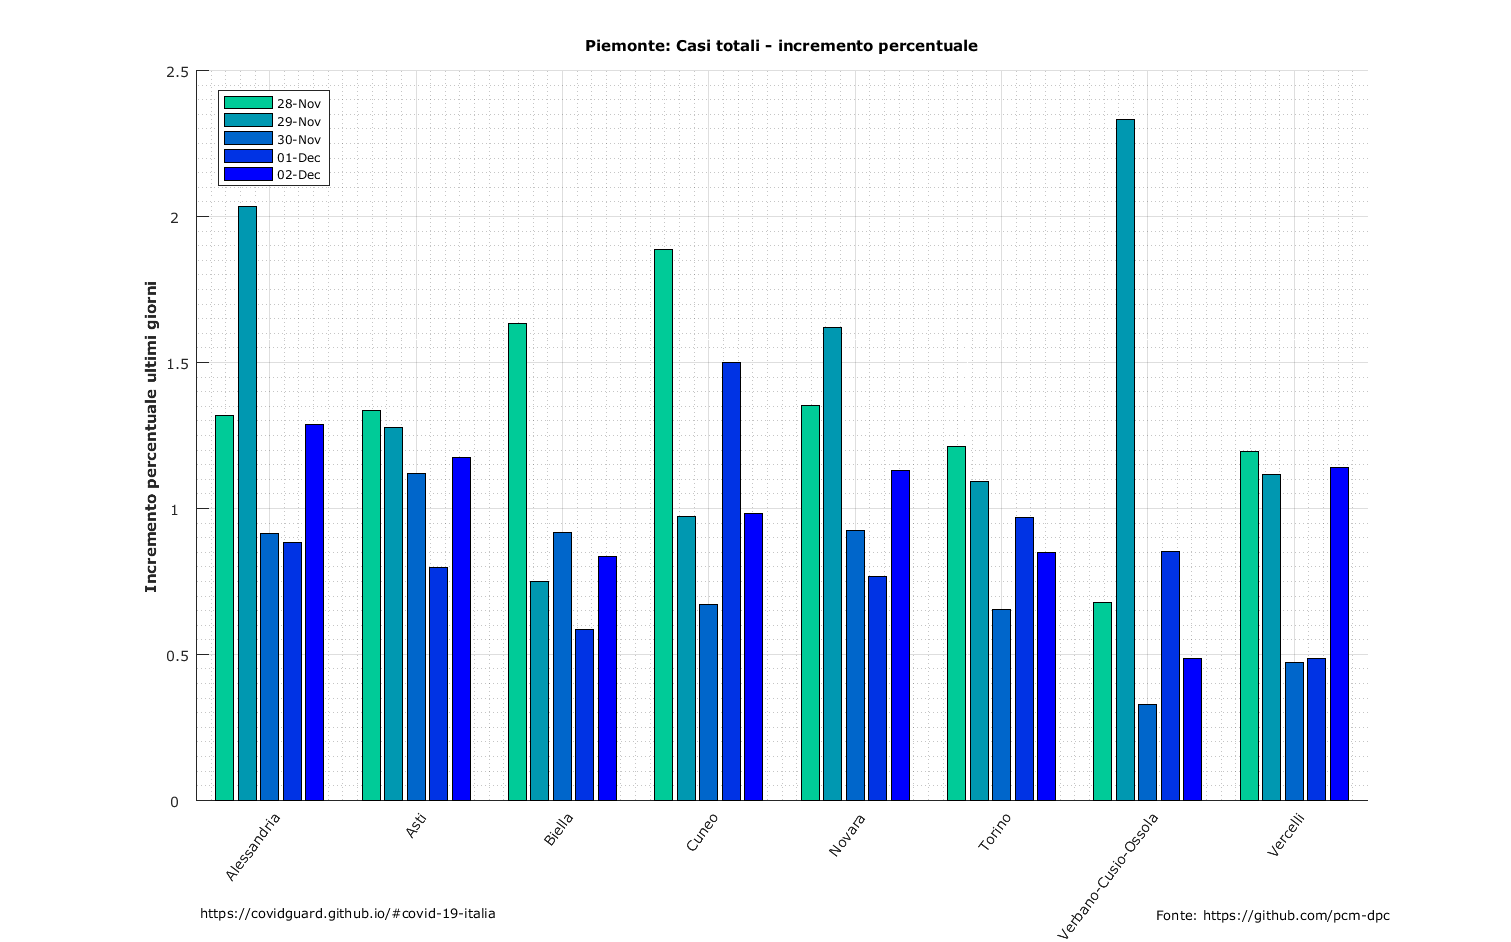 Piemonte: Casi totali - incremento percentuale
2.5
2
1.5
1
0.5
0
Incremento percentuale ultimi giorni
28-Nov
29-Nov
30-Nov
01-Dec
02-Dec
Alessandria
Asti
Biella
Cuneo
Novara
Torino
Verbano-Cusio-Ossola
Vercelli
https://covidguard.github.io/#covid-19-italia
Fonte: https://github.com/pcm-dpc